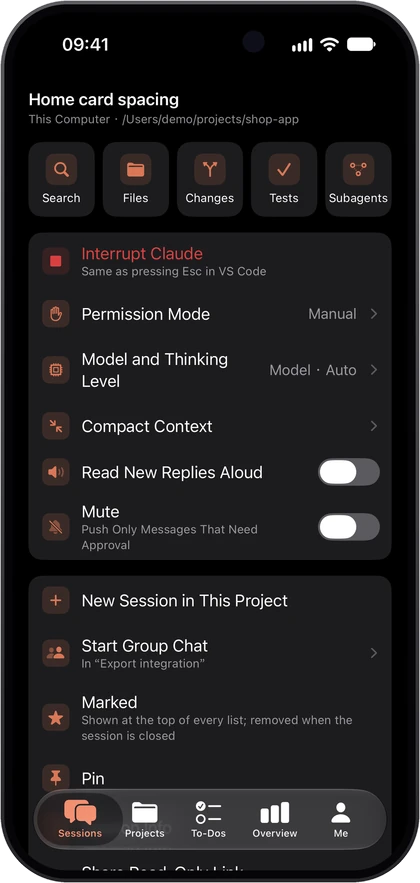 09:41
Home card spacing
This Computer · /Users/demo/projects/shop-app
Search
Files
Changes
Tests
Subagents
Interrupt Claude
Same as pressing Esc in VS Code
Permission Mode
Manual
Model and Thinking
Level
Model · Auto
Compact Context
Read New Replies Aloud
Mute
Push Only Messages That Need
Approval
New Session in This Project
Start Group Chat
In “Export integration”
Marked
Shown at the top of every list; removed when the
session is closed
Pin
Sessions
Projects
To-Dos
Overview
Me
Share Read-Only Link